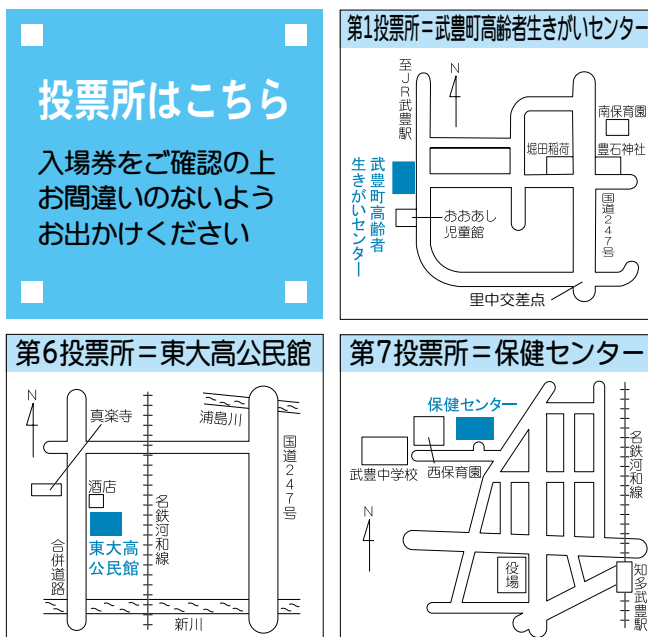 投票所はこちら
入場券をご確認の上
お間違いのないよう
お出かけください
第1投票所＝武豊町高齢者生きがいセンター
至JR武豊駅
N
南保育園
堀田稲荷
豊石神社
武豊町高齢者
生きがいセンター
おおあし
児童館
国道247号
里中交差点
第6投票所＝東大高公民館
N
真楽寺
浦島川
国道247号
酒店
名鉄河和線
東大高
公民館
合併道路
新川
第7投票所＝保健センター
保健センター
武豊中学校
西保育園
名鉄河和線
N
役場
知多武豊駅